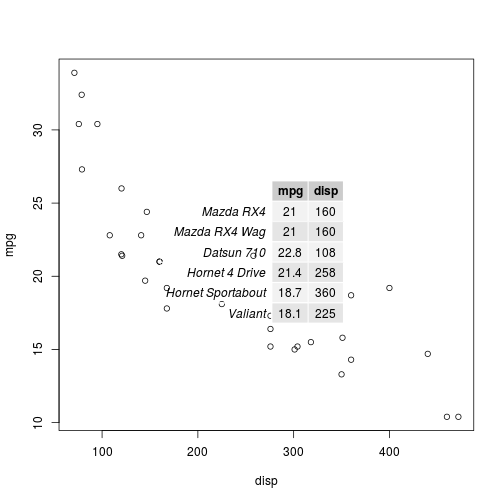 30
25
20
15
10
mpg
mpg disp
Mazda RX4 21 160
Mazda RX4 Wag 21 160
Datsun 710 22.8 108
Hornet 4 Drive 21.4 258
Hornet Sportabout 18.7 360
Valiant 18.1 225
100 200 300 400
disp